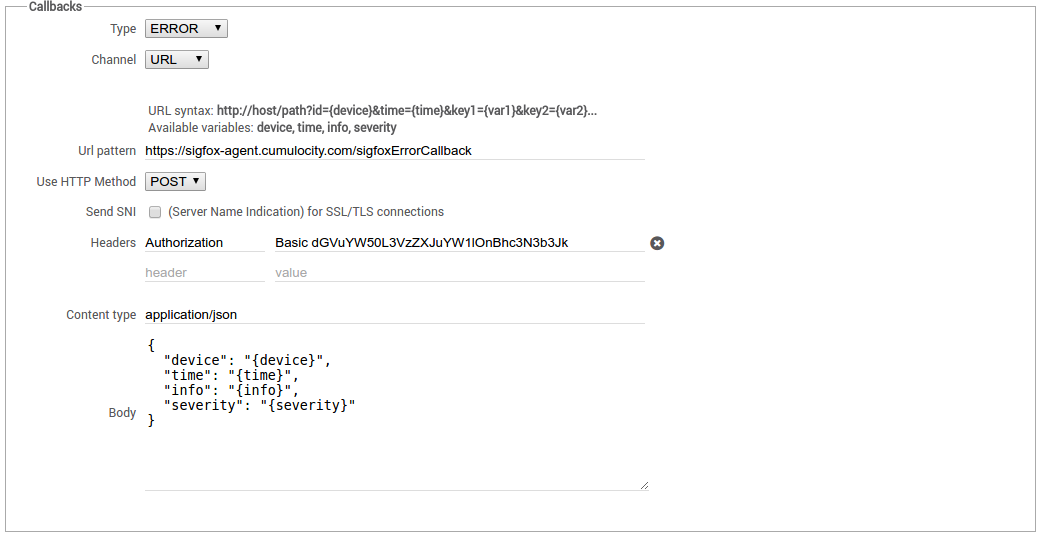 Callbacks
Type ERROR
Channel URL
URL syntax: http://host/path?id={device}&time={time}&key1={var1}&key2={var2}...
Available variables: device, time, info, severity
Url pattern https://sigfox-agent.cumulocity.com/sigfoxErrorCallback
Use HTTP Method POST
Send SNI (Server Name Indication) for SSL/TLS connections
Headers Authorization Basic dGVuYW50L3VzZXJuYW1lOnBhc3N3b3Jk
header value
Content type application/json
{
"device": "{device}",
"time": "{time}",
"info": "{info}",
"severity": "{severity}"
Body
}